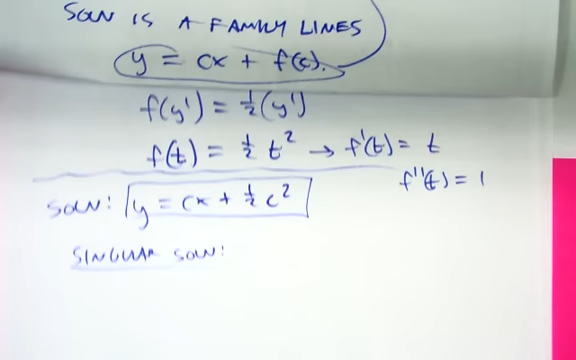 SOLN IS A FAMILY LINES
y = cx + f(c).
f(y') = 1/2 (y')
f(t) = 1/2 t² → f'(t) = t
f''(t) = 1
SOLN: y = cx + 1/2 c²
SINGULAR SOLN: